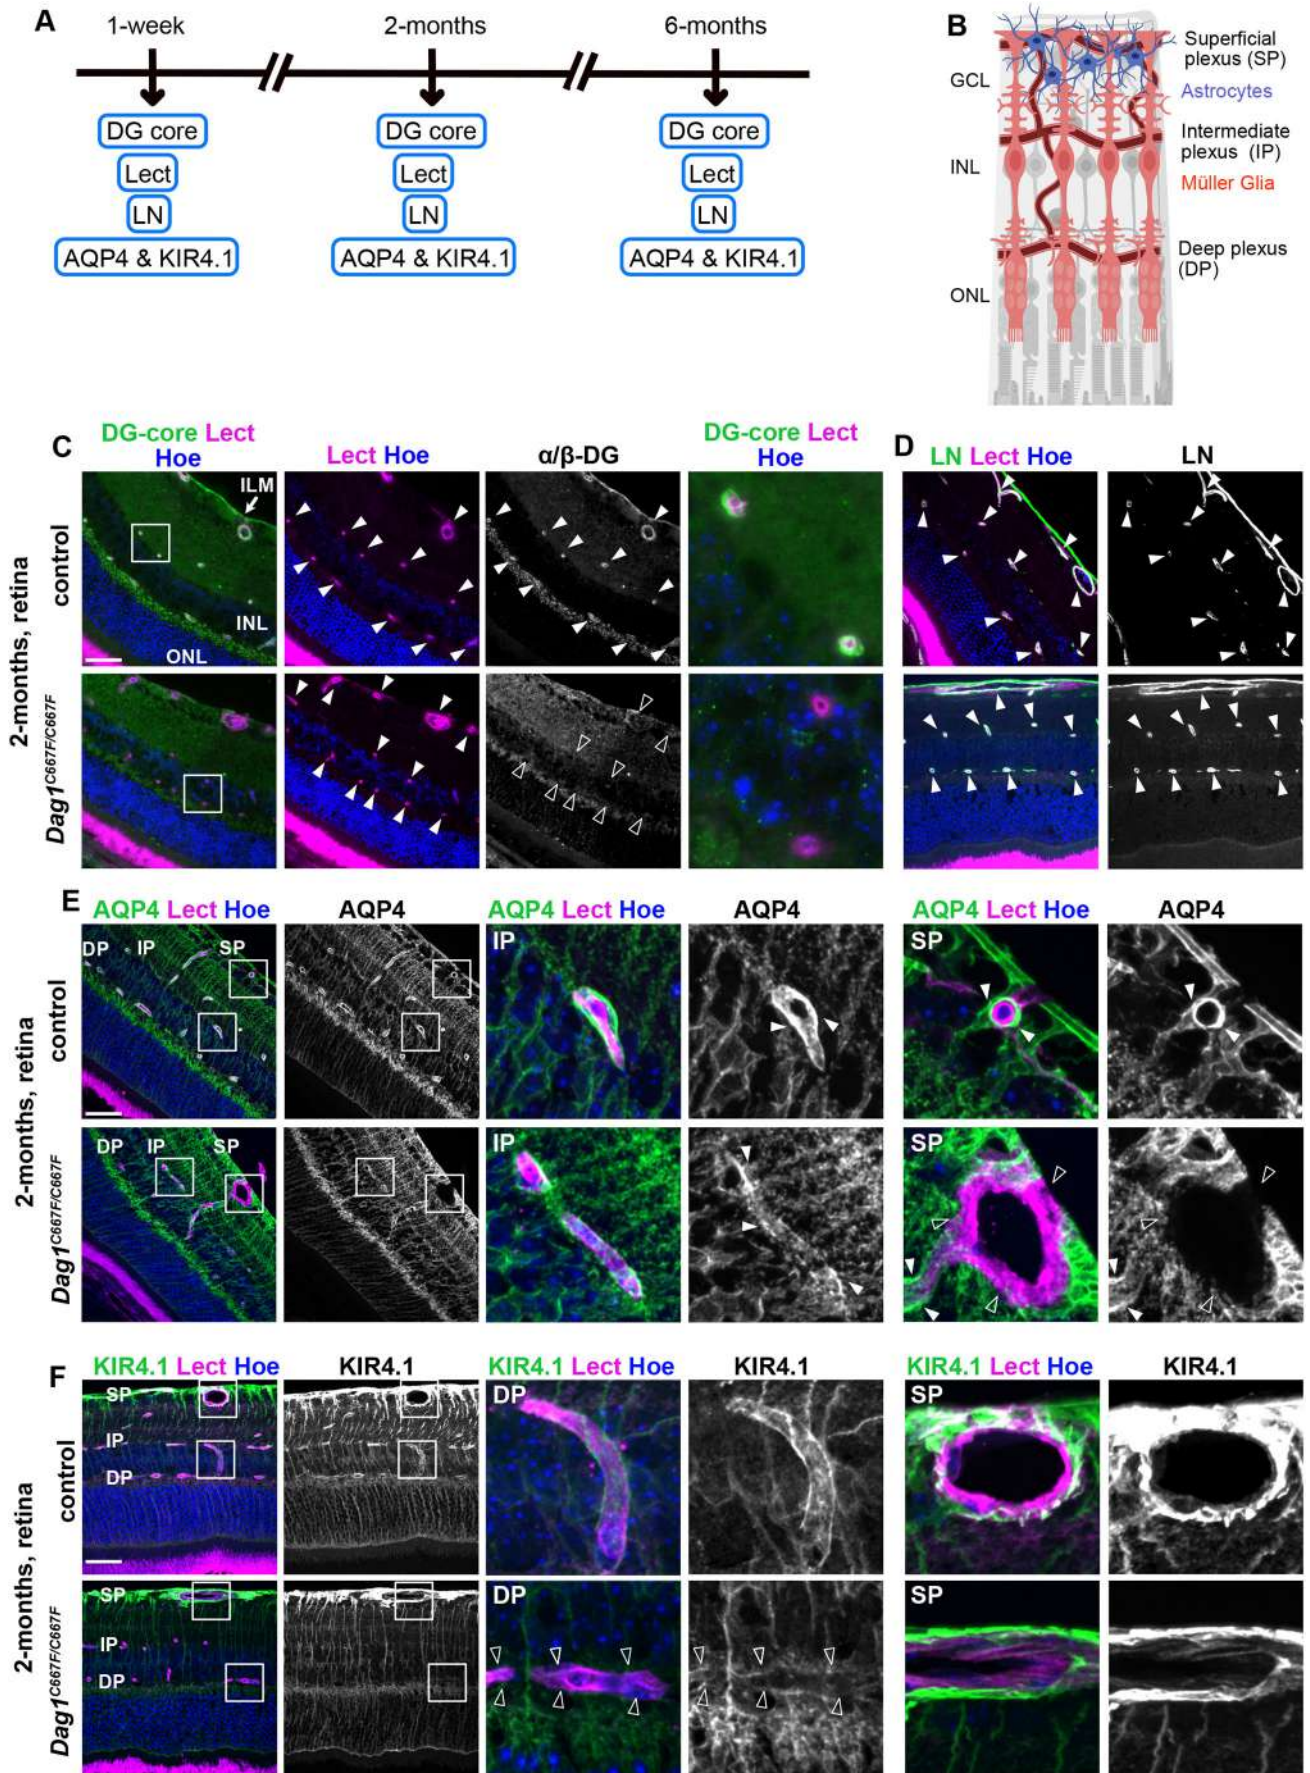 A
1-week
2-months
6-months
DG core
DG core
DG core
Lect
Lect
Lect
LN
LN
LN
AQP4 & KIR4.1
AQP4 & KIR4.1
AQP4 & KIR4.1
B
GCL
INL
ONL
Superficial
plexus (SP)
Astrocytes
Intermediate
plexus (IP)
Müller Glia
Deep plexus
(DP)
C
DG-core Lect
Hoe
Lect Hoe
α/β-DG
DG-core Lect
Hoe
D
LN Lect Hoe
LN
2-months, retina
control
Dag1C667F/C667F
ILM
INL
ONL
E
AQP4 Lect Hoe
AQP4
AQP4 Lect Hoe
AQP4
AQP4 Lect Hoe
AQP4
2-months, retina
control
DP IP SP
IP
SP
Dag1C667F/C667F
DP IP SP
IP
SP
F
KIR4.1 Lect Hoe
KIR4.1
KIR4.1 Lect Hoe
KIR4.1
KIR4.1 Lect Hoe
KIR4.1
2-months, retina
control
SP
IP
DP
DP
SP
Dag1C667F/C667F
SP
IP
DP
DP
SP